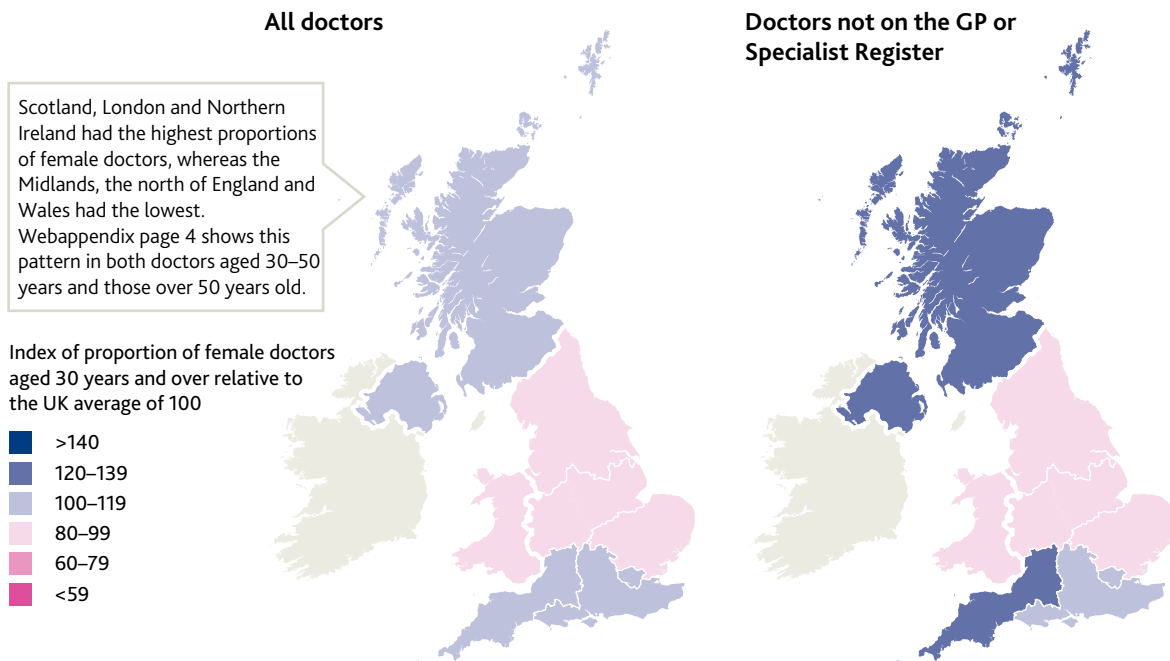 All doctors
Doctors not on the GP or
Specialist Register
Scotland, London and Northern
Ireland had the highest proportions
of female doctors, whereas the
Midlands, the north of England and
Wales had the lowest.
Webappendix page 4 shows this
pattern in both doctors aged 30–50
years and those over 50 years old.
Index of proportion of female doctors
aged 30 years and over relative to
the UK average of 100
>140
120–139
100–119
80–99
60–79
<59